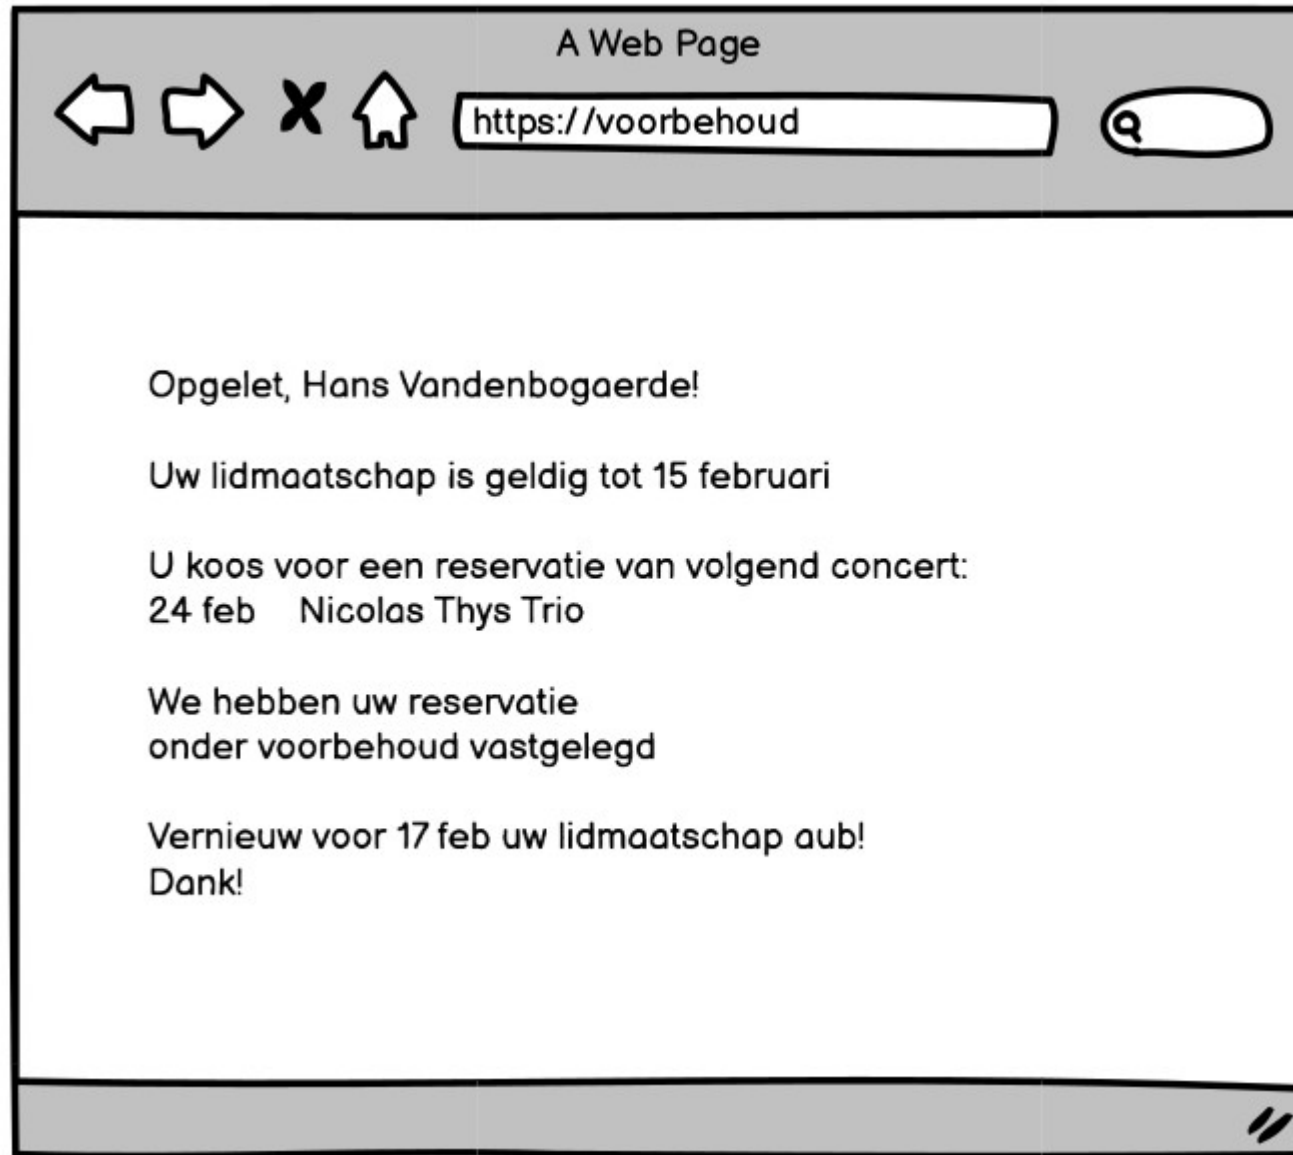 A Web Page
https://voorbehoud
Opgelet, Hans Vandenbogaerde!
Uw lidmaatschap is geldig tot 15 februari
U koos voor een reservatie van volgend concert:
24 feb Nicolas Thys Trio
We hebben uw reservatie
onder voorbehoud vastgelegd
Vernieuw voor 17 feb uw lidmaatschap aub!
Dank!